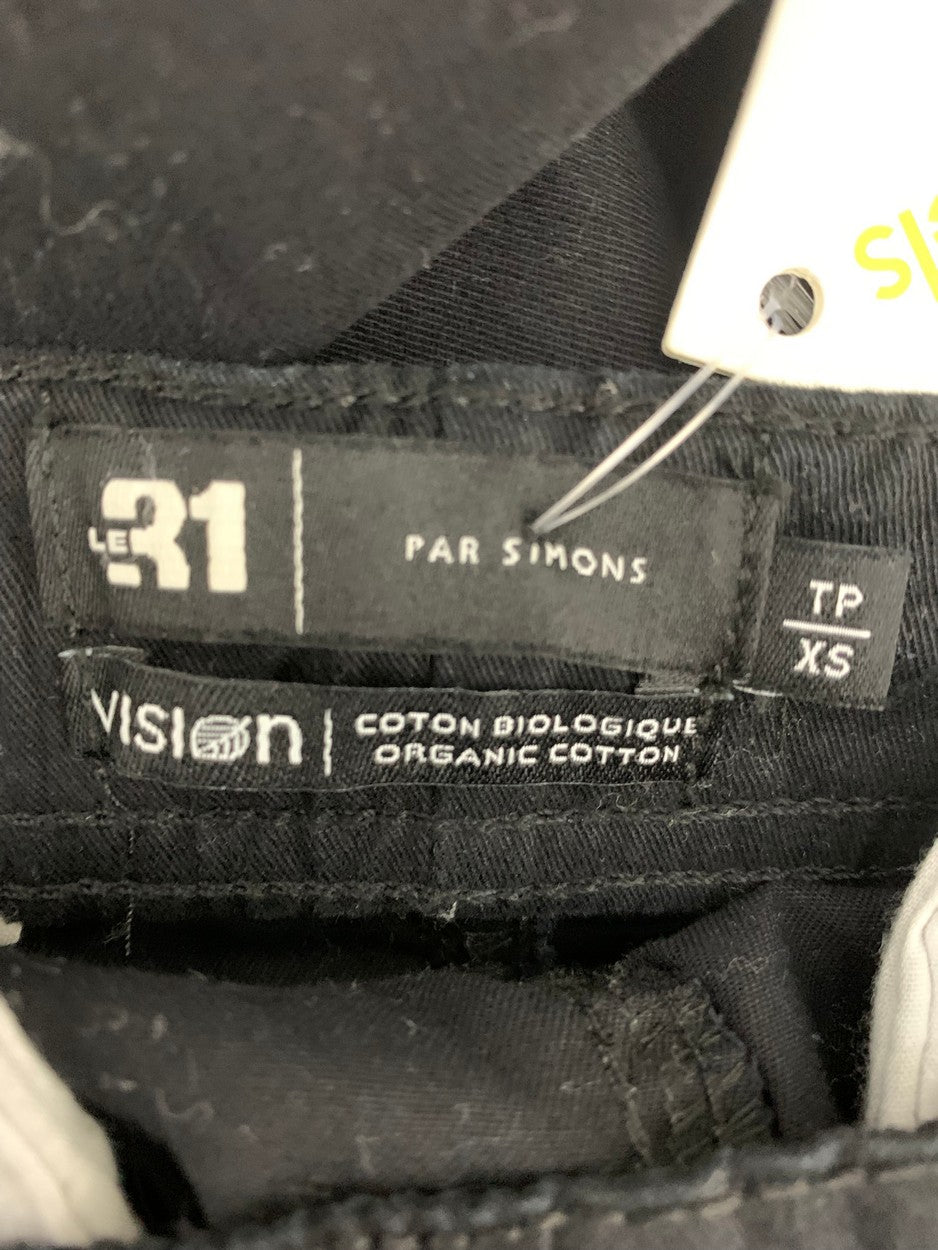 LE 31
PAR SIMONS
TP
XS
VISION
COTON BIOLOGIQUE
ORGANIC COTTON